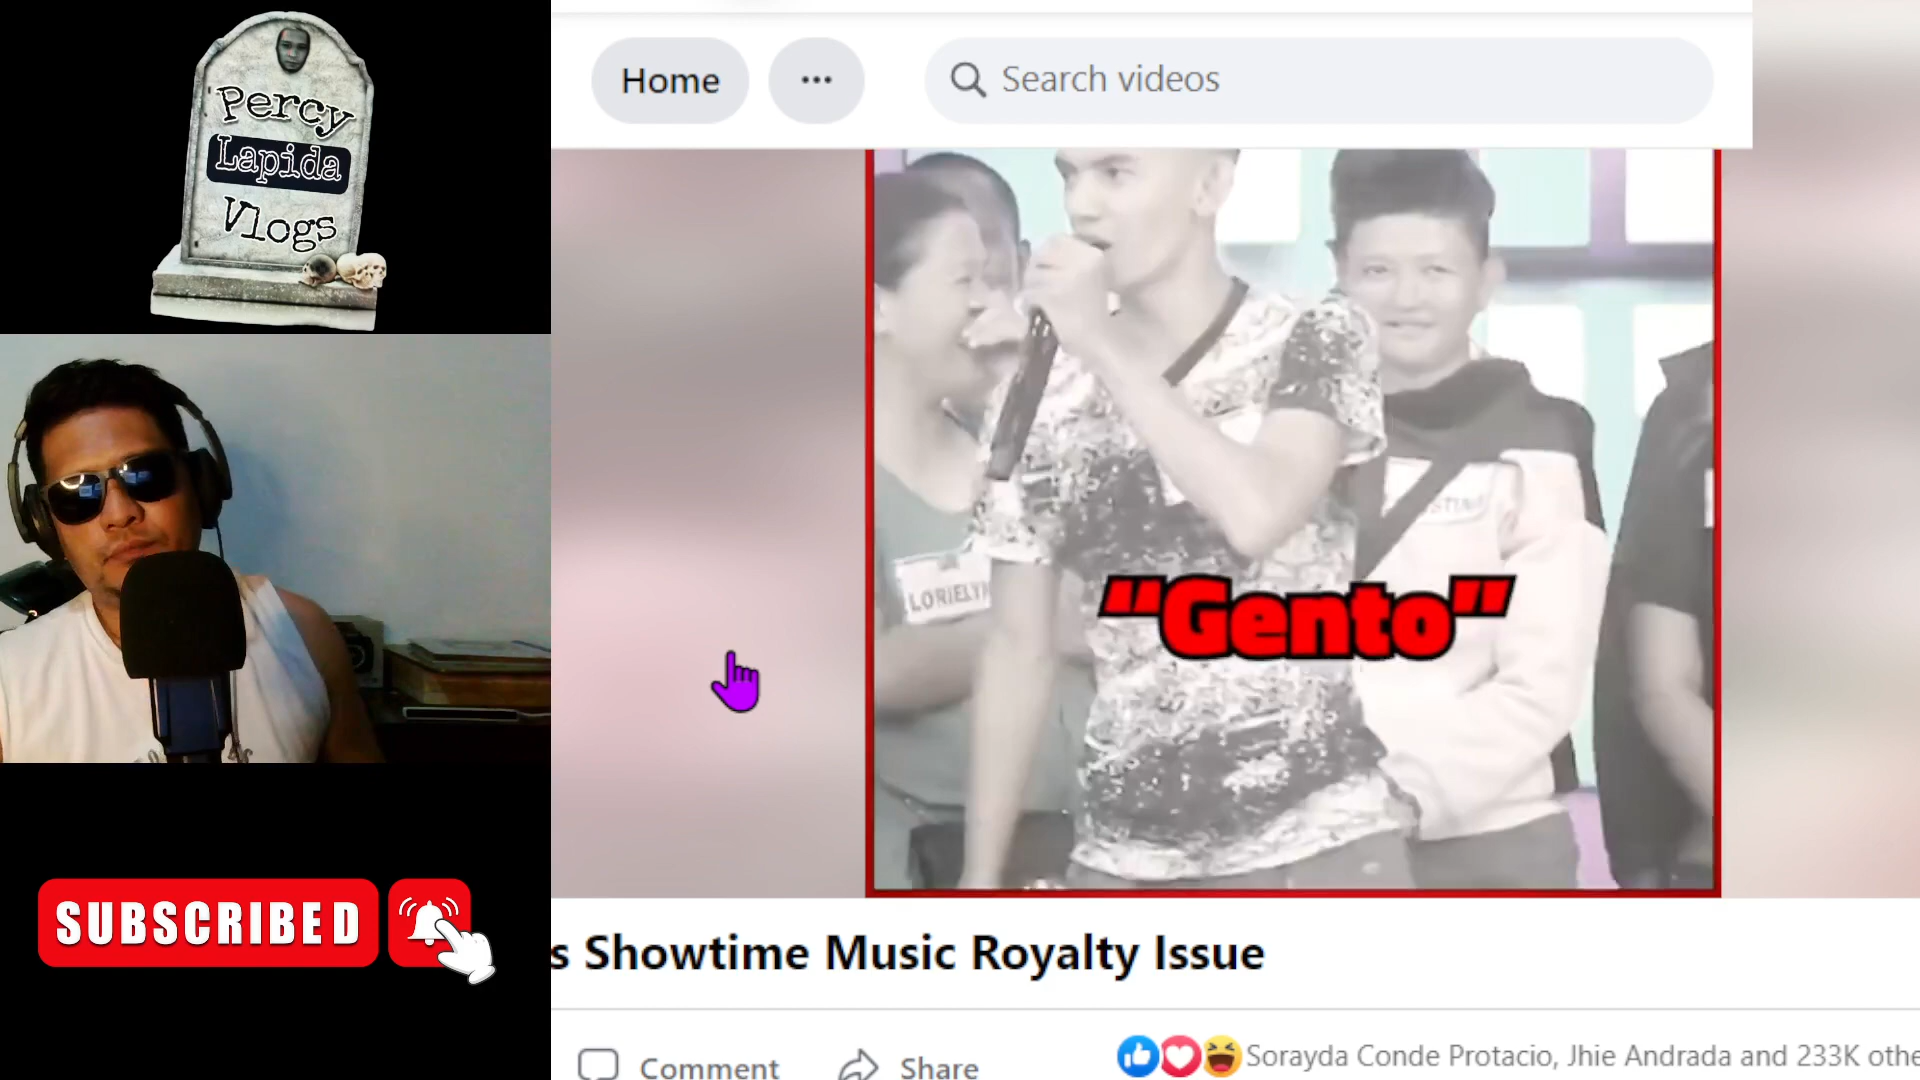 Percy
Lapida
Vlogs
SUBSCRIBED
Home
Search videos
LORIELYN
"Gento"
s Showtime Music Royalty Issue
Comment
Share
Sorayda Conde Protacio, Jhie Andrada and 233K othe